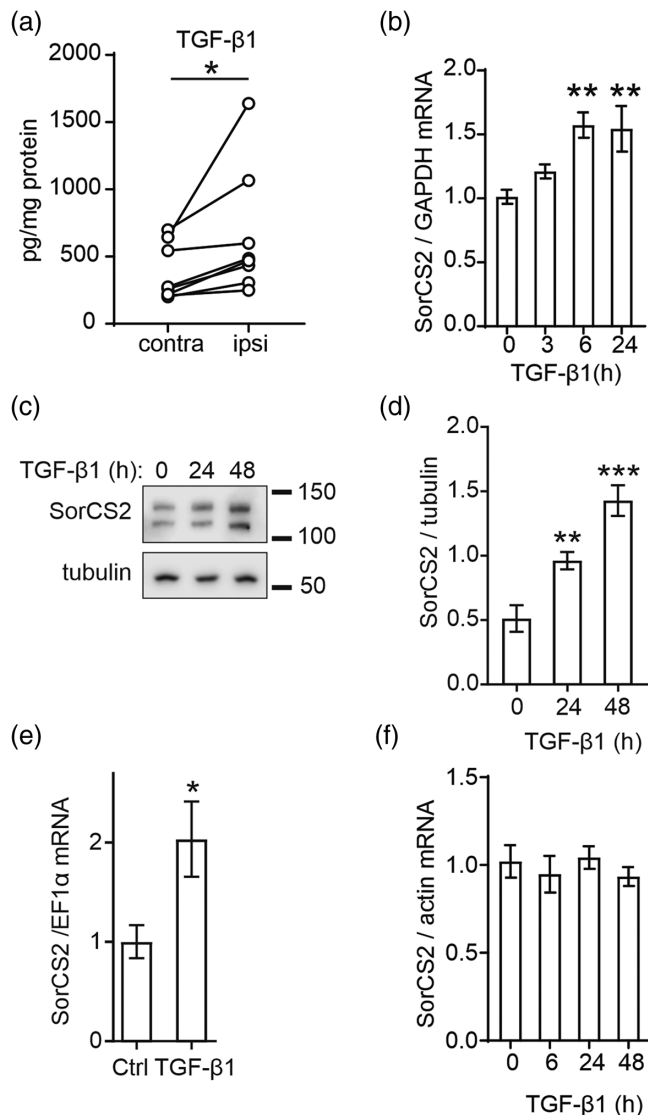 (a)
TGF-β1
*
2000
1500
1000
500
0
pg/mg protein
contra ipsi
(b)
2.0
1.5
1.0
0.5
0.0
SorCS2 / GAPDH mRNA
** **
0 3 6 24
TGF-β1(h)
(c)
TGF-β1 (h): 0 24 48
SorCS2
150
100
tubulin
50
(d)
2.0
1.5
1.0
0.5
0.0
SorCS2 / tubulin
**
***
0 24 48
TGF-β1 (h)
(e)
2
1
0
SorCS2 /EF1α mRNA
*
Ctrl TGF-β1
(f)
1.5
1.0
0.5
0.0
SorCS2 / actin mRNA
0 6 24 48
TGF-β1 (h)